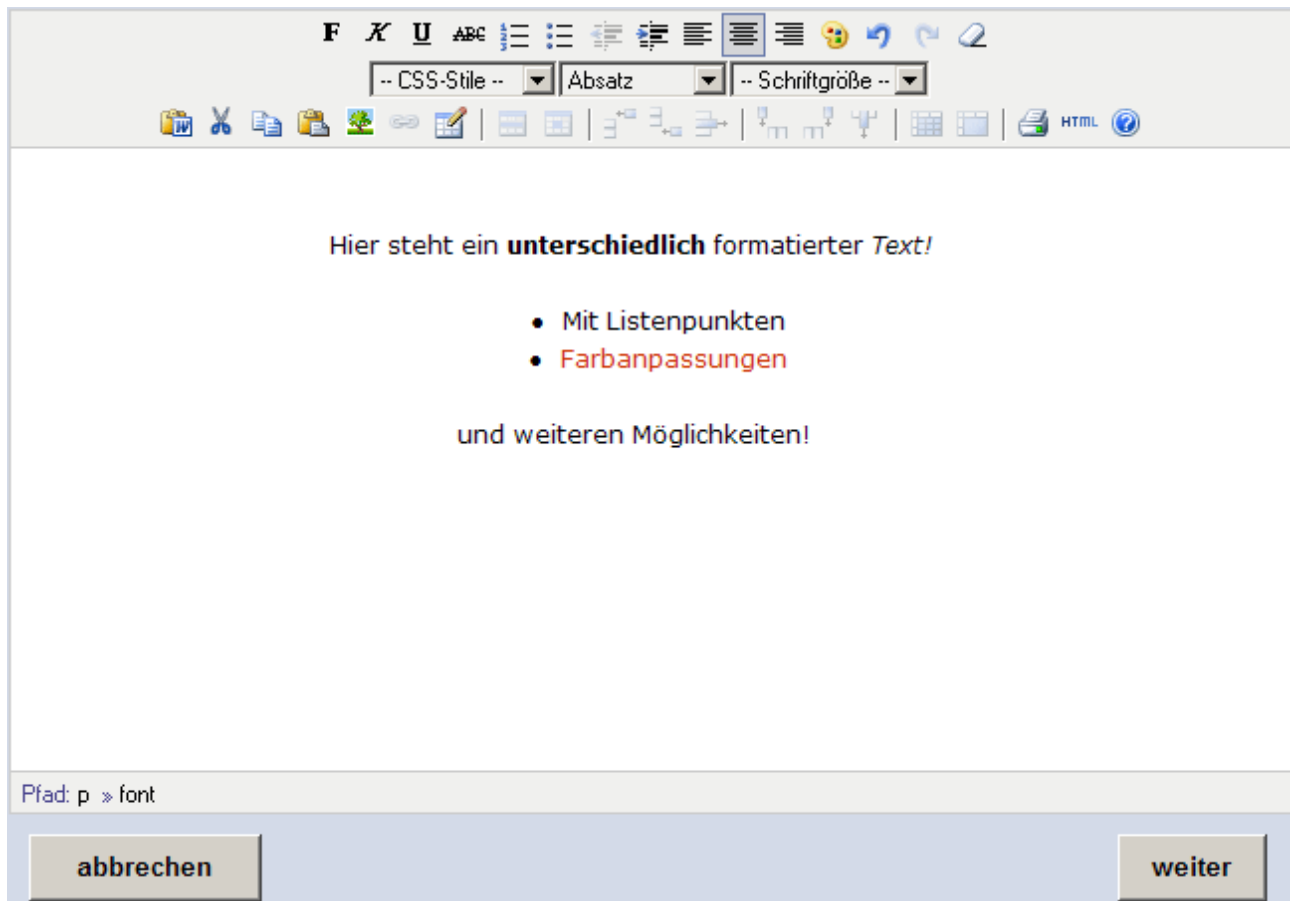 F K U ABC
-- CSS-Stile -- Absatz -- Schriftgröße --
HTML
Hier steht ein unterschiedlich formatierter Text!
• Mit Listenpunkten
• Farbanpassungen
und weiteren Möglichkeiten!
Pfad: p » font
abbrechen weiter